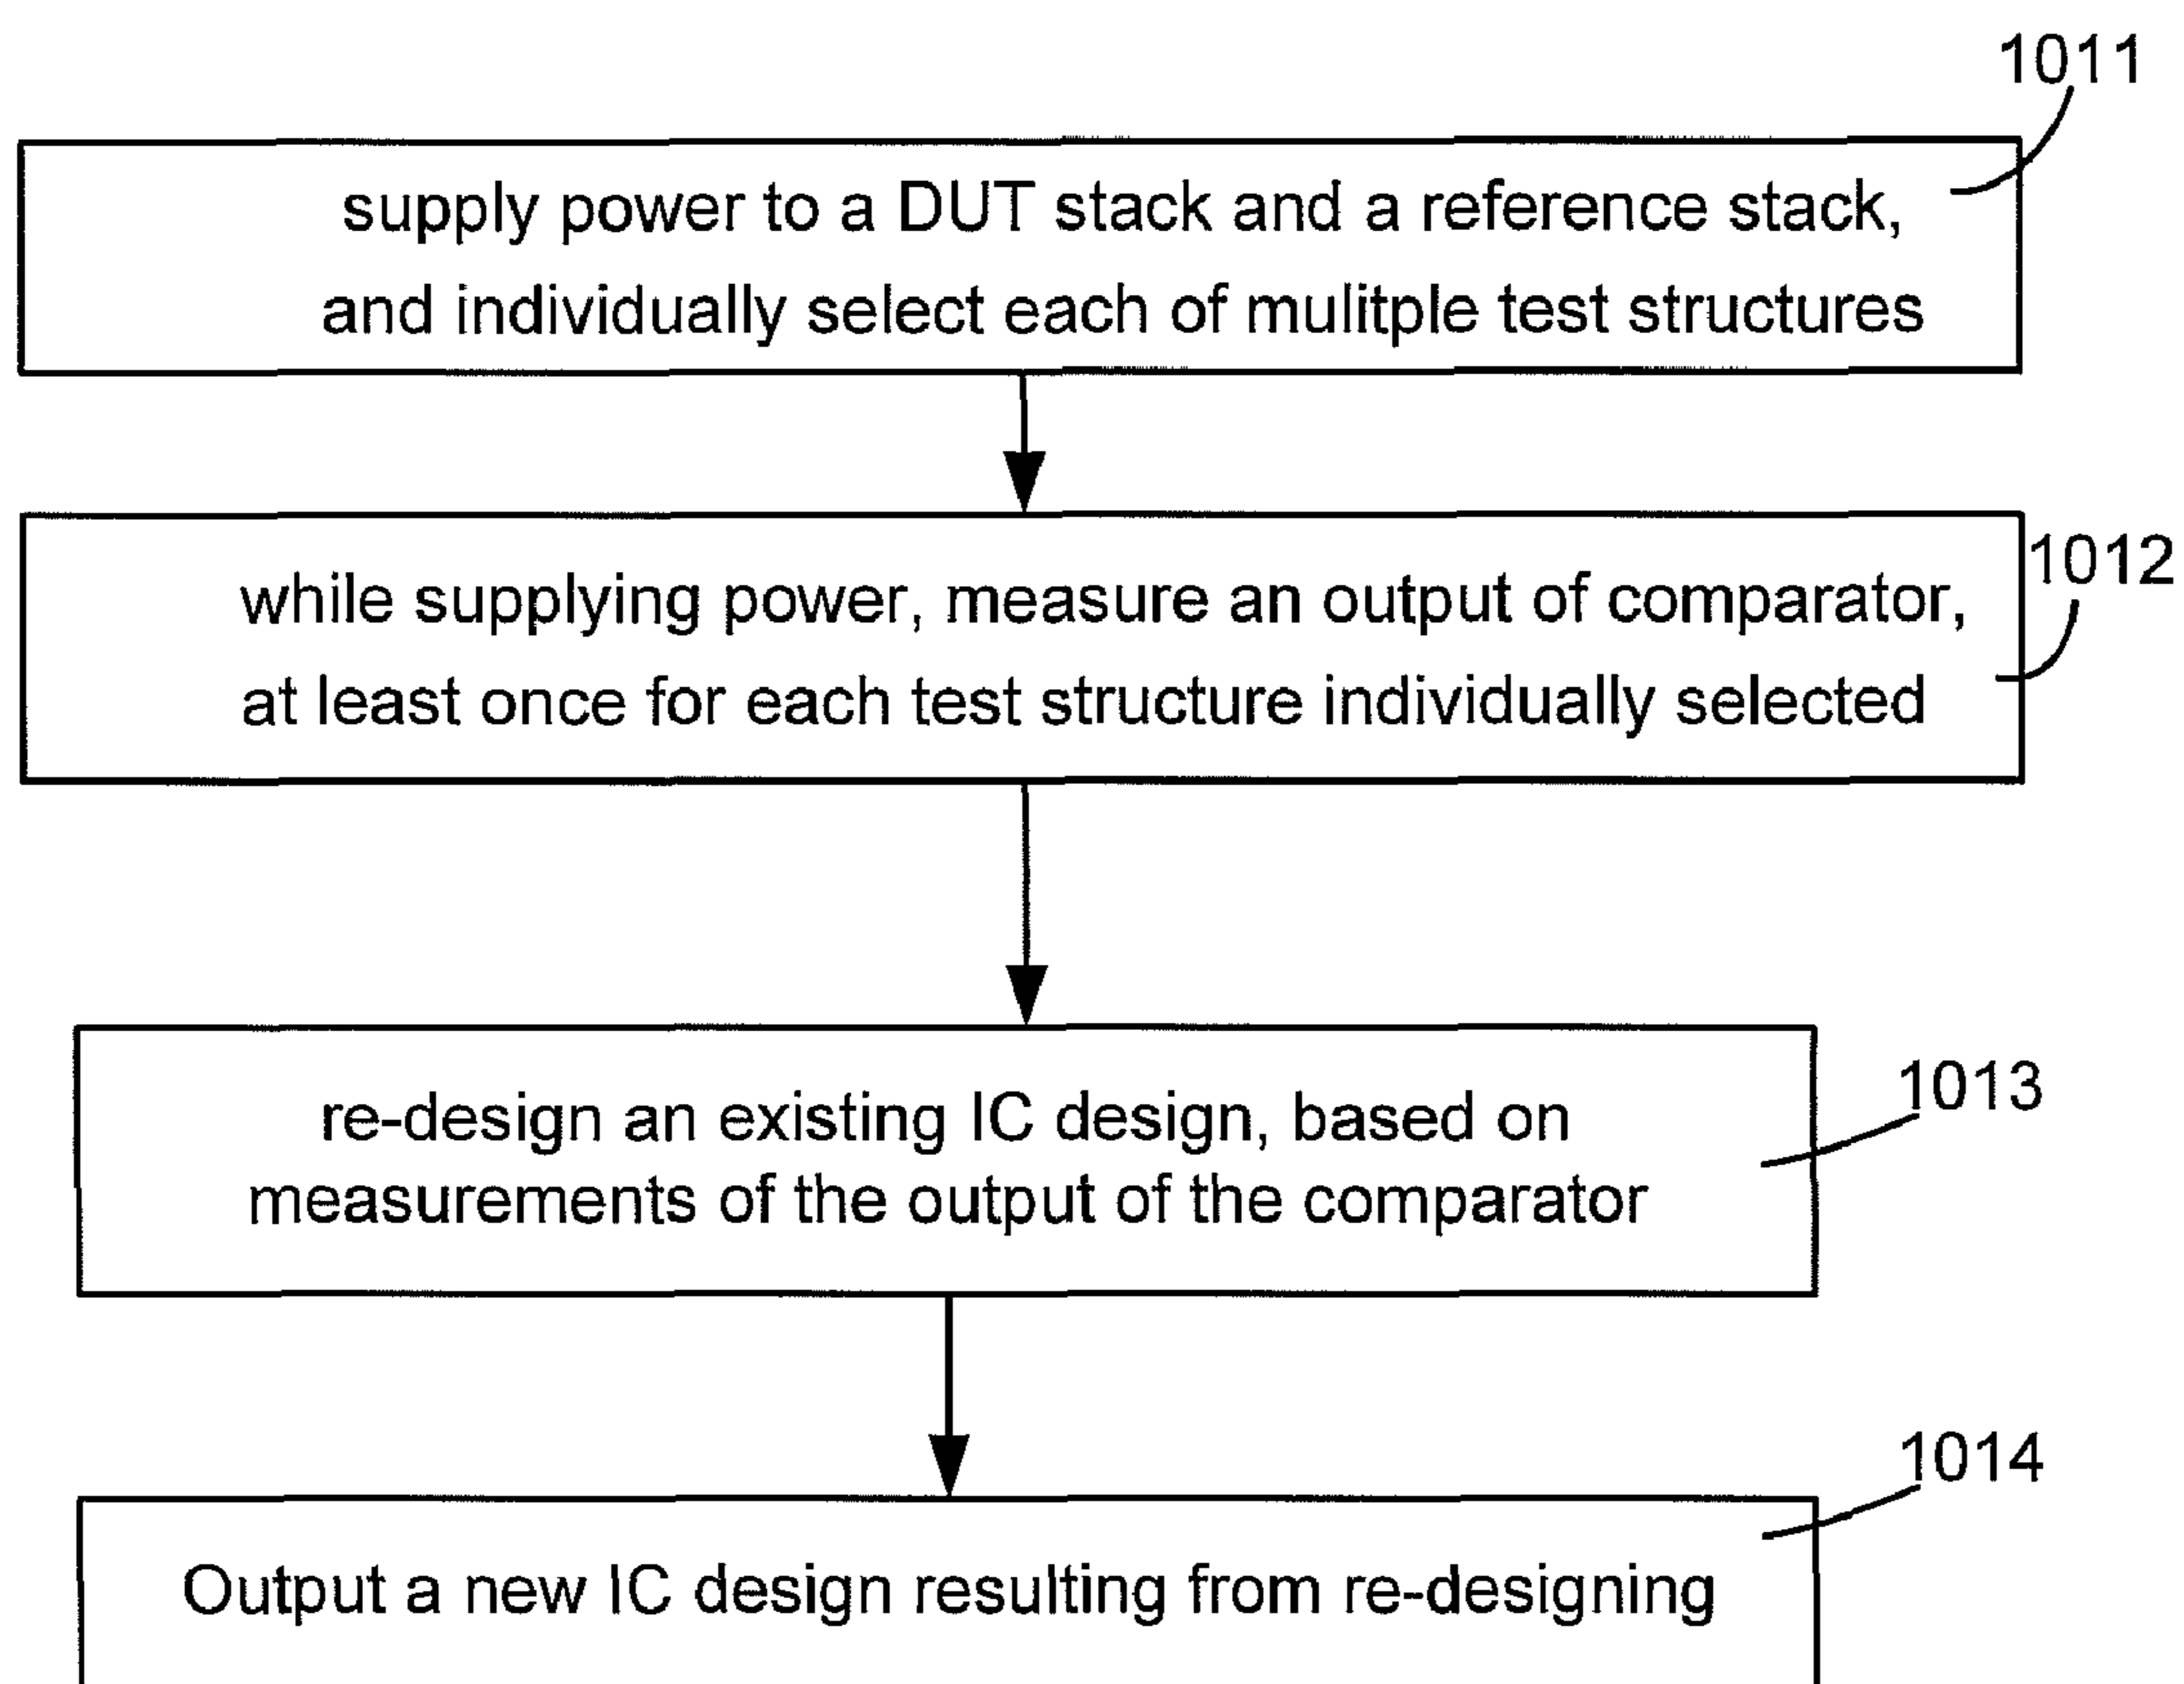 1011
supply power to a DUT stack and a reference stack,
and individually select each of mulitple test structures
1012
while supplying power, measure an output of comparator,
at least once for each test structure individually selected
1013
re-design an existing IC design, based on
measurements of the output of the comparator
1014
Output a new IC design resulting from re-designing